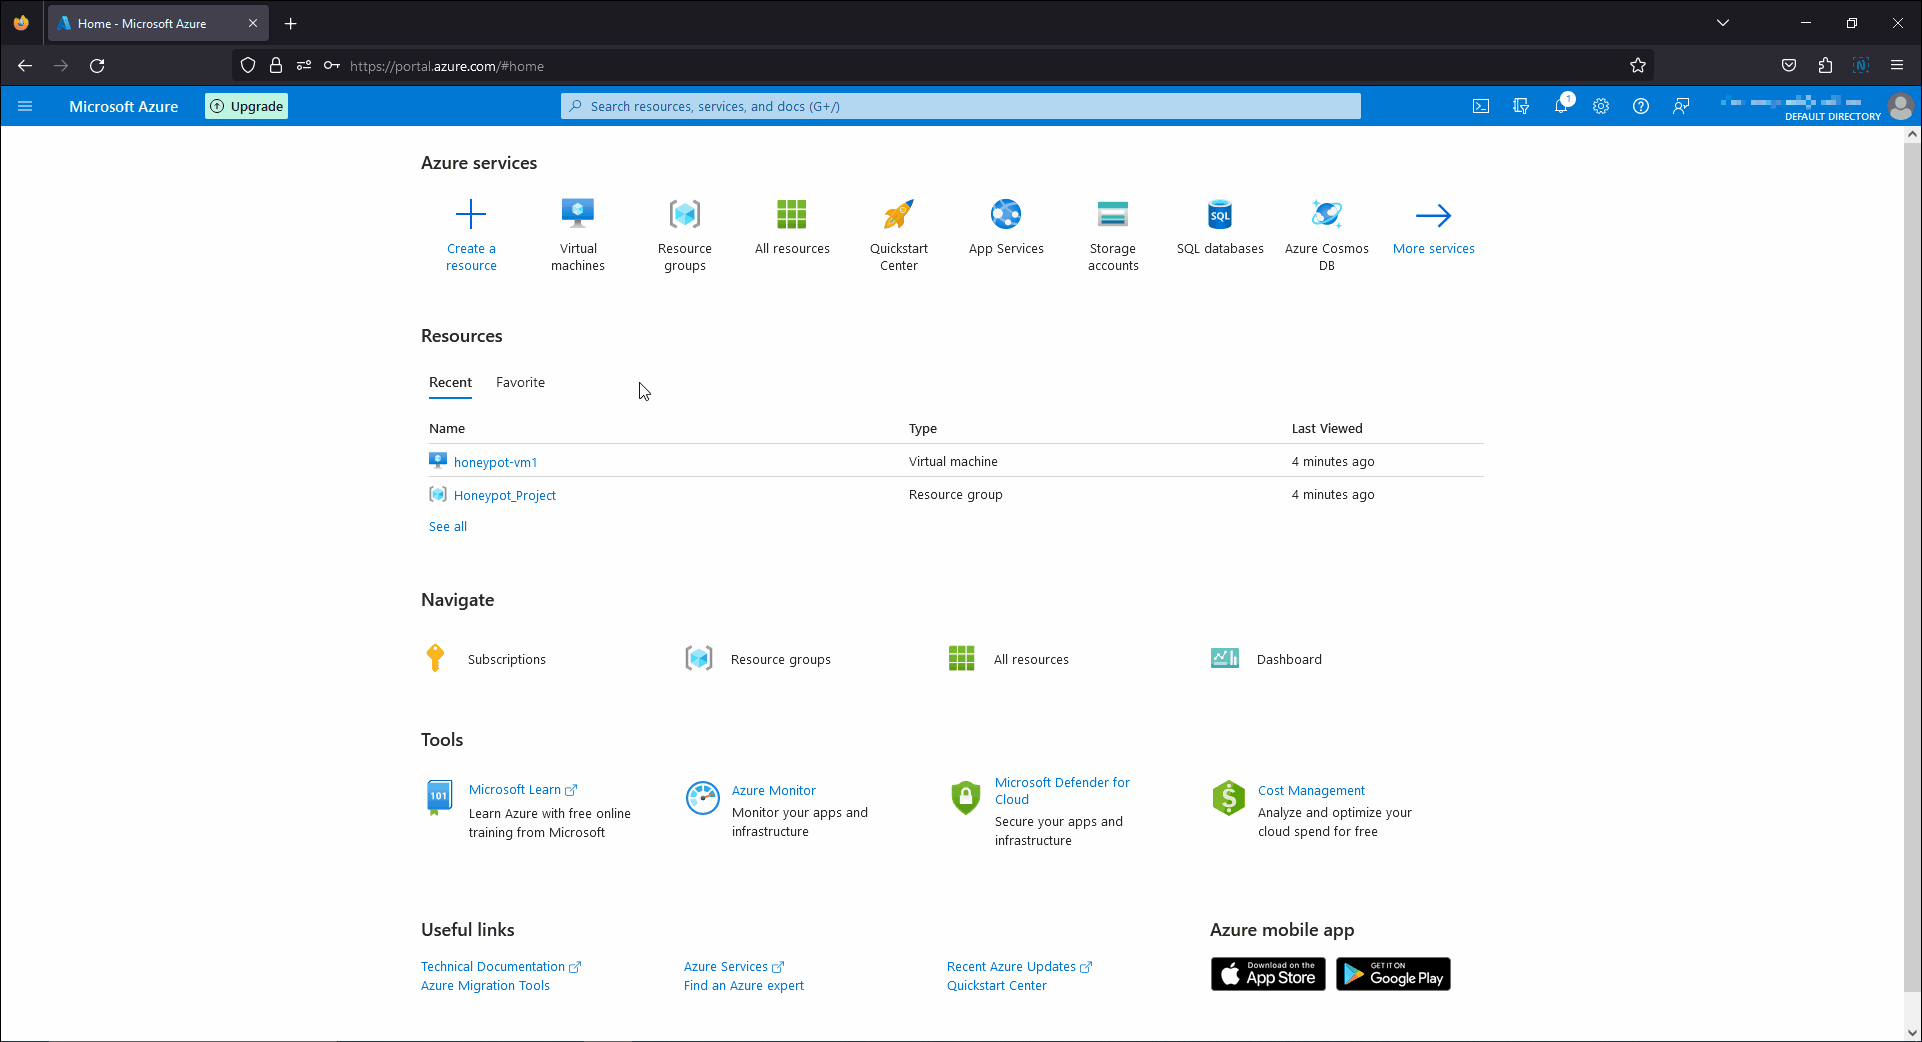 Home - Microsoft Azure
https://portal.azure.com/#home
Microsoft Azure
Upgrade
Search resources, services, and docs (G+/)
1
DEFAULT DIRECTORY
Azure services
Create a
resource
Virtual
machines
Resource
groups
All resources
Quickstart
Center
App Services
Storage
accounts
SQL
SQL databases
Azure Cosmos
DB
More services
Resources
Recent Favorite
Name Type Last Viewed
honeypot-vm1 Virtual machine 4 minutes ago
Honeypot_Project Resource group 4 minutes ago
See all
Navigate
Subscriptions Resource groups All resources Dashboard
Tools
101
Microsoft Learn
Learn Azure with free online
training from Microsoft
Azure Monitor
Monitor your apps and
infrastructure
Microsoft Defender for
Cloud
Secure your apps and
infrastructure
$
Cost Management
Analyze and optimize your
cloud spend for free
Useful links
Technical Documentation
Azure Migration Tools
Azure Services
Find an Azure expert
Recent Azure Updates
Quickstart Center
Azure mobile app
Download on the
App Store
GET IT ON
Google Play